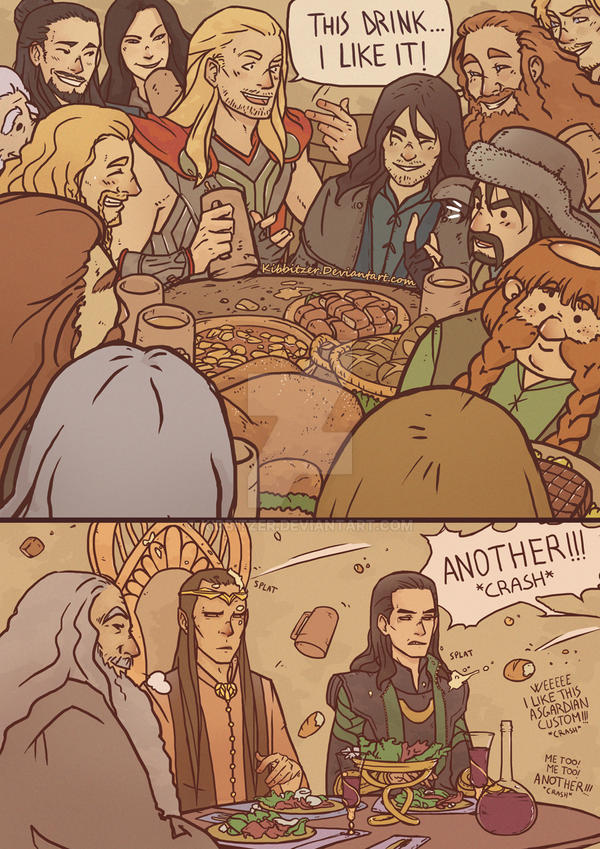 THIS DRINK...
I LIKE IT!
Kibbitzer.Deviantart.com
KIBBITZER.DEVIANTART.COM
SPLAT
ANOTHER!!!
*CRASH*
SPLAT
WEEEEE
I LIKE THIS
ASGARDIAN
CUSTOM!!!
*CRASH*
ME TOO!
ME TOO!
ANOTHER!!!
*CRASH*